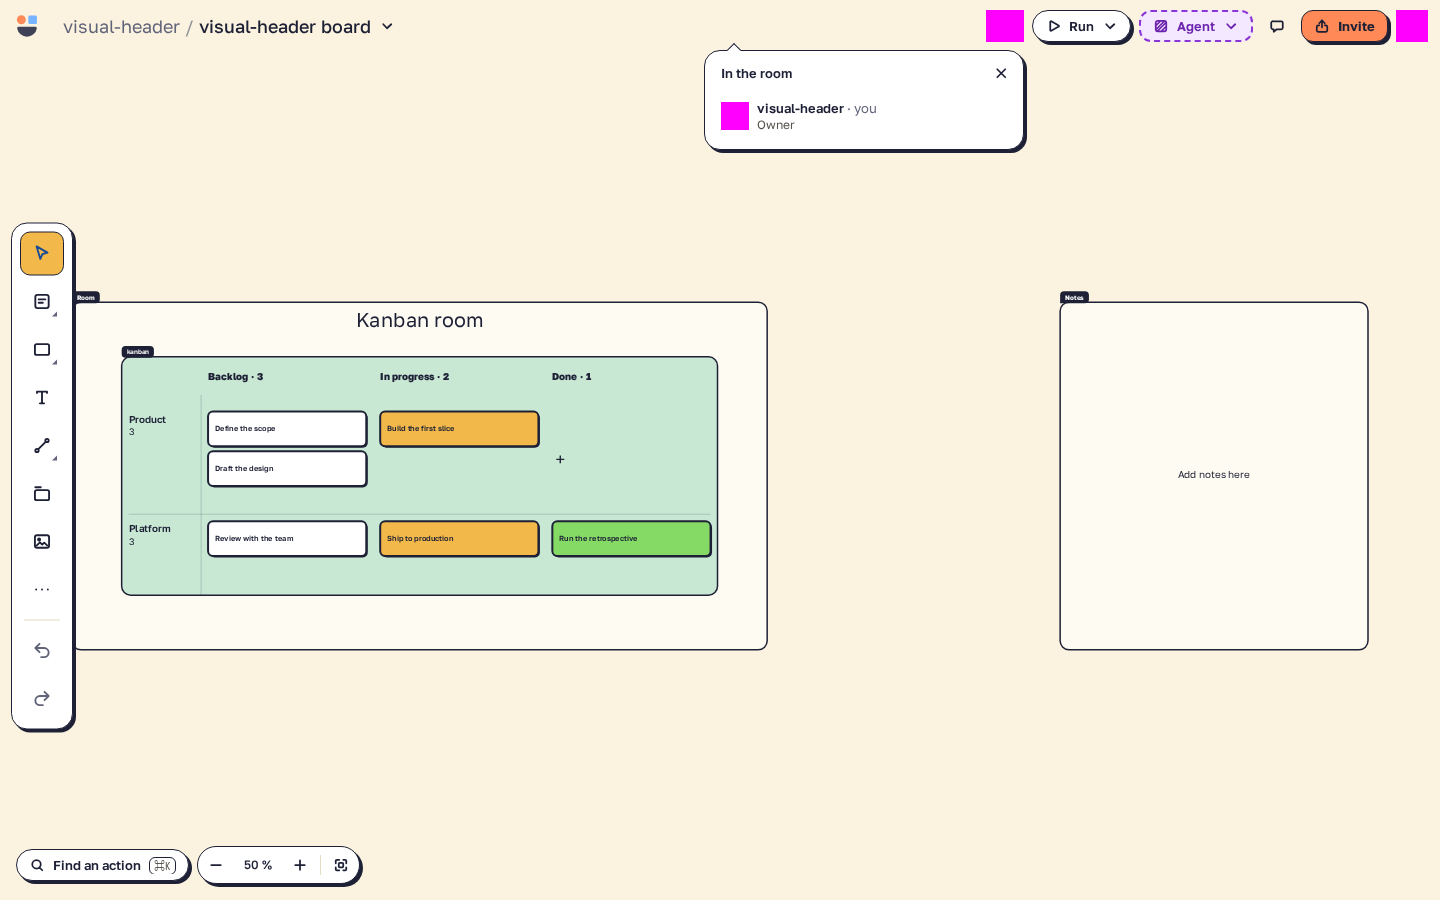 visual-header / visual-header board
Run
Agent
Invite
In the room
visual-header · you
Owner
Room
Kanban room
kanban
Backlog · 3
In progress · 2
Done · 1
Product
3
Define the scope
Build the first slice
Draft the design
+
Platform
3
Review with the team
Ship to production
Run the retrospective
Notes
Add notes here
Find an action ⌘K
50 %